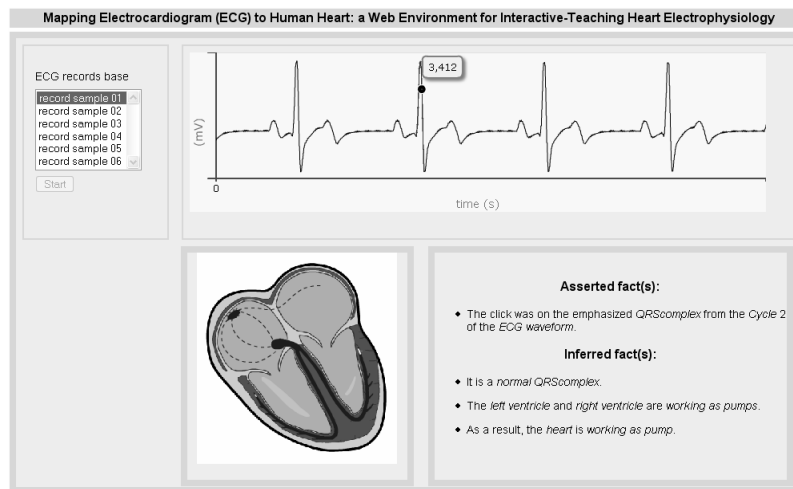 Mapping Electrocardiogram (ECG) to Human Heart: a Web Environment for Interactive-Teaching Heart Electrophysiology
ECG records base
record sample 01
record sample 02
record sample 03
record sample 04
record sample 05
record sample 06
Start
3,412
(mV)
0
time (s)
Asserted fact(s):
◆ The click was on the emphasized QRScomplex from the Cycle 2
of the ECG waveform.
Inferred fact(s):
◆ It is a normal QRScomplex.
◆ The left ventricle and right ventricle are working as pumps.
◆ As a result, the heart is working as pump.